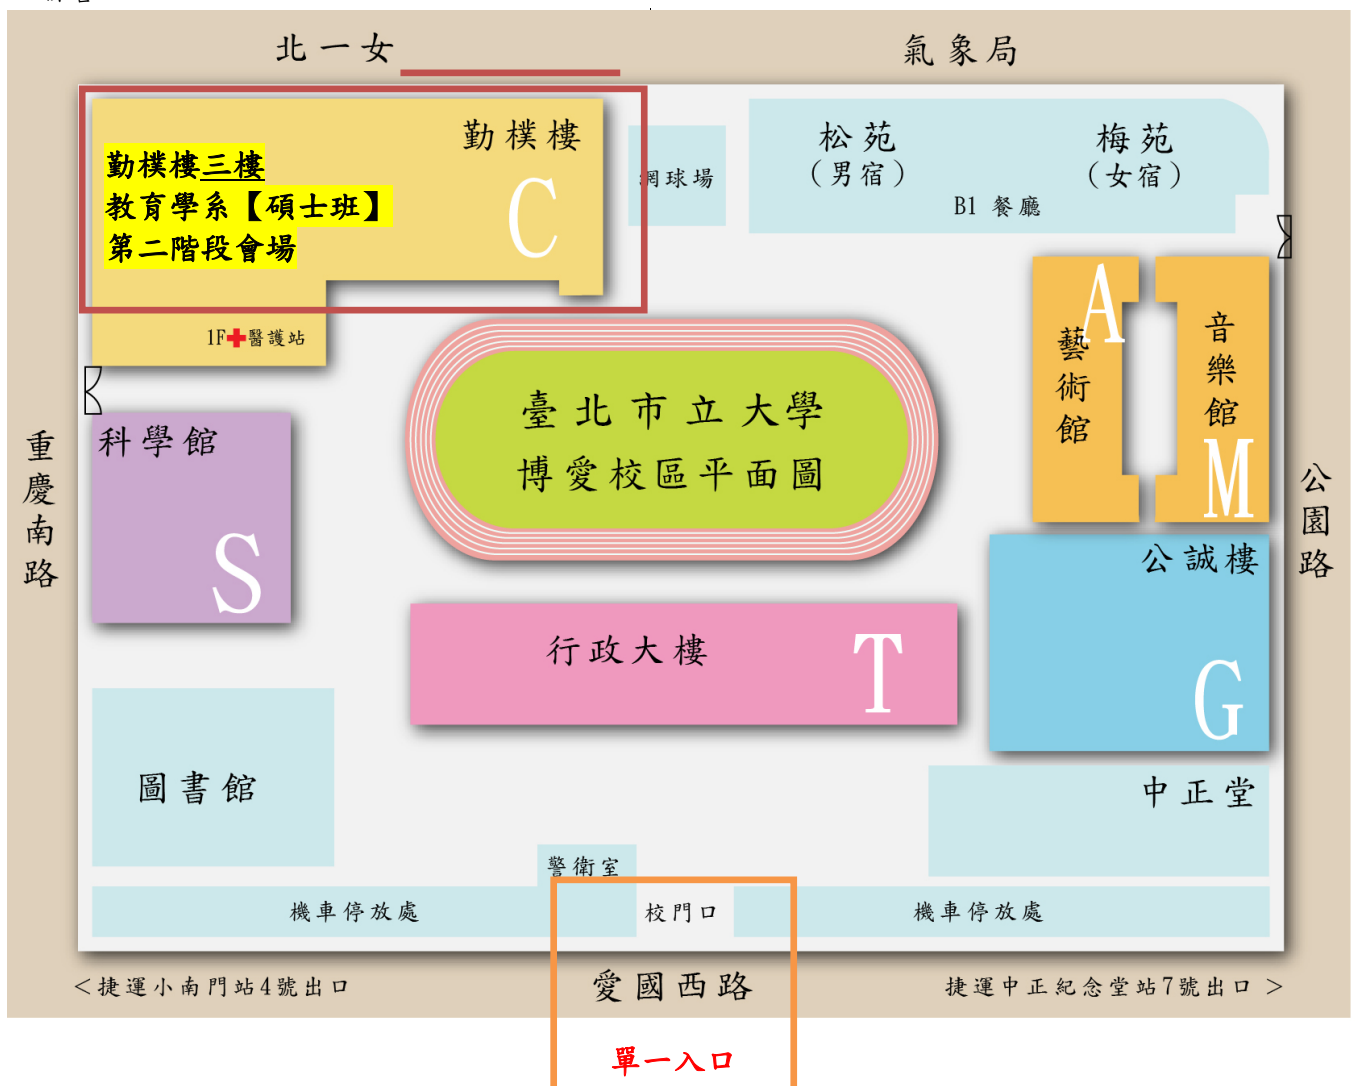 北一女
氣象局
勤樸樓
C
勤樸樓三樓
教育學系【碩士班】
第二階段會場
1F醫護站
網球場
松苑
(男宿)
梅苑
(女宿)
B1 餐廳
A
藝術館
音樂館
M
臺北市立大學
博愛校區平面圖
重慶南路
科學館
S
公園路
公誠樓
G
行政大樓
T
圖書館
中正堂
警衛室
機車停放處
校門口
機車停放處
<捷運小南門站4號出口
愛國西路
捷運中正紀念堂站7號出口 >
單一入口